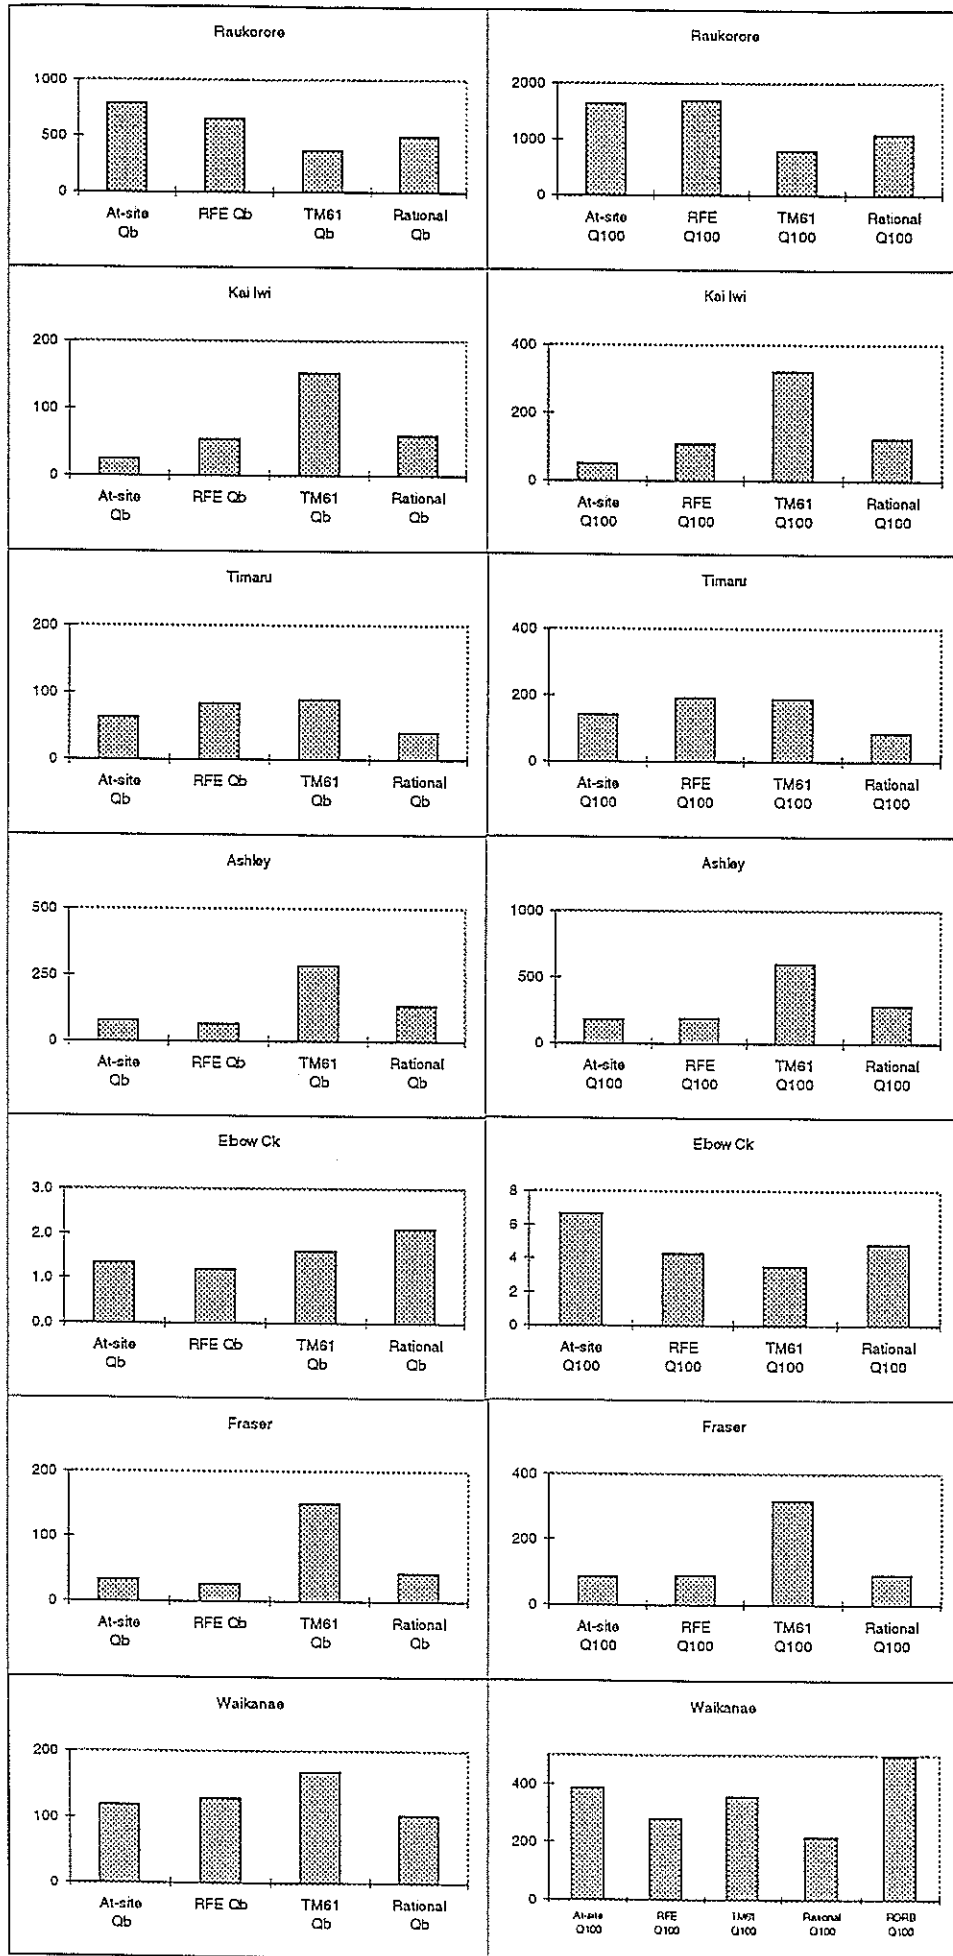 Raukorore
1000
500
0
At-site RFE Qb TM61 Rational
Qb Qb Qb
Raukorore
2000
1000
0
At-site RFE TM61 Rational
Q100 Q100 Q100 Q100
Kai Iwi
200
100
0
At-site RFE Qb TM61 Rational
Qb Qb Qb
Kai Iwi
400
200
0
At-site RFE TM61 Rational
Q100 Q100 Q100 Q100
Timaru
200
100
0
At-site RFE Qb TM61 Rational
Qb Qb Qb
Timaru
400
200
0
At-site RFE TM61 Rational
Q100 Q100 Q100 Q100
Ashley
500
250
0
At-site RFE Qb TM61 Rational
Qb Qb Qb
Ashley
1000
500
0
At-site RFE TM61 Rational
Q100 Q100 Q100 Q100
Ebow Ck
3.0
2.0
1.0
0.0
At-site RFE Qb TM61 Rational
Qb Qb Qb
Ebow Ck
8
6
4
2
0
At-site RFE TM61 Rational
Q100 Q100 Q100 Q100
Fraser
200
100
0
At-site RFE Qb TM61 Rational
Qb Qb Qb
Fraser
400
200
0
At-site RFE TM61 Rational
Q100 Q100 Q100 Q100
Waikanae
200
100
0
At-site RFE Qb TM61 Rational
Qb Qb Qb
Waikanae
400
200
0
At-site RFE TM61 Rational RORB
Q100 Q100 Q100 Q100 Q100